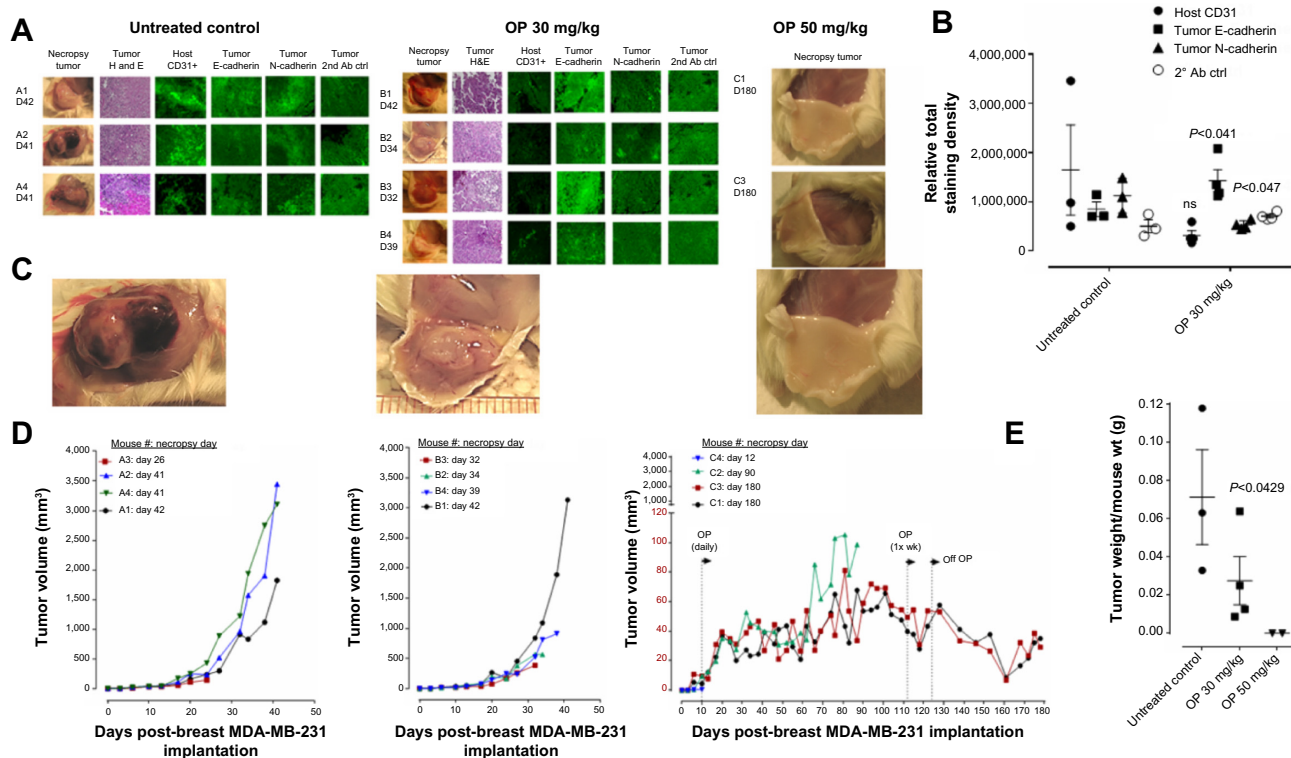 A
Untreated control
OP 30 mg/kg
OP 50 mg/kg
Necropsy tumor
Tumor H and E
Host CD31+
Tumor E-cadherin
Tumor N-cadherin
Tumor 2nd Ab ctrl
A1 D42
A2 D41
A4 D41
Necropsy tumor
Tumor H&E
Host CD31+
Tumor E-cadherin
Tumor N-cadherin
Tumor 2nd Ab ctrl
B1 D42
B2 D34
B3 D32
B4 D39
Necropsy tumor
C1 D180
C3 D180
B
Host CD31
Tumor E-cadherin
Tumor N-cadherin
2° Ab ctrl
Relative total staining density
4,000,000
3,000,000
2,000,000
1,000,000
0
ns
P<0.041
P<0.047
Untreated control
OP 30 mg/kg
C
D
Mouse #: necropsy day
A3: day 26
A2: day 41
A4: day 41
A1: day 42
Tumor volume (mm³)
4,000
3,500
3,000
2,500
2,000
1,500
1,000
500
0
0 10 20 30 40 50
Days post-breast MDA-MB-231 implantation
Mouse #: necropsy day
B3: day 32
B2: day 34
B4: day 39
B1: day 42
Tumor volume (mm³)
4,000
3,500
3,000
2,500
2,000
1,500
1,000
500
0
0 10 20 30 40 50
Days post-breast MDA-MB-231 implantation
Mouse #: necropsy day
C4: day 12
C2: day 90
C3: day 180
C1: day 180
Tumor volume (mm³)
4,000
3,000
2,000
1,000
120
100
80
60
40
20
0
OP (daily)
OP (1x wk)
Off OP
0 10 20 30 40 50 60 70 80 90 100 110 120 130 140 150 160 170 180
Days post-breast MDA-MB-231 implantation
E
Tumor weight/mouse wt (g)
0.12
0.10
0.08
0.06
0.04
0.02
0.00
P<0.0429
Untreated control
OP 30 mg/kg
OP 50 mg/kg